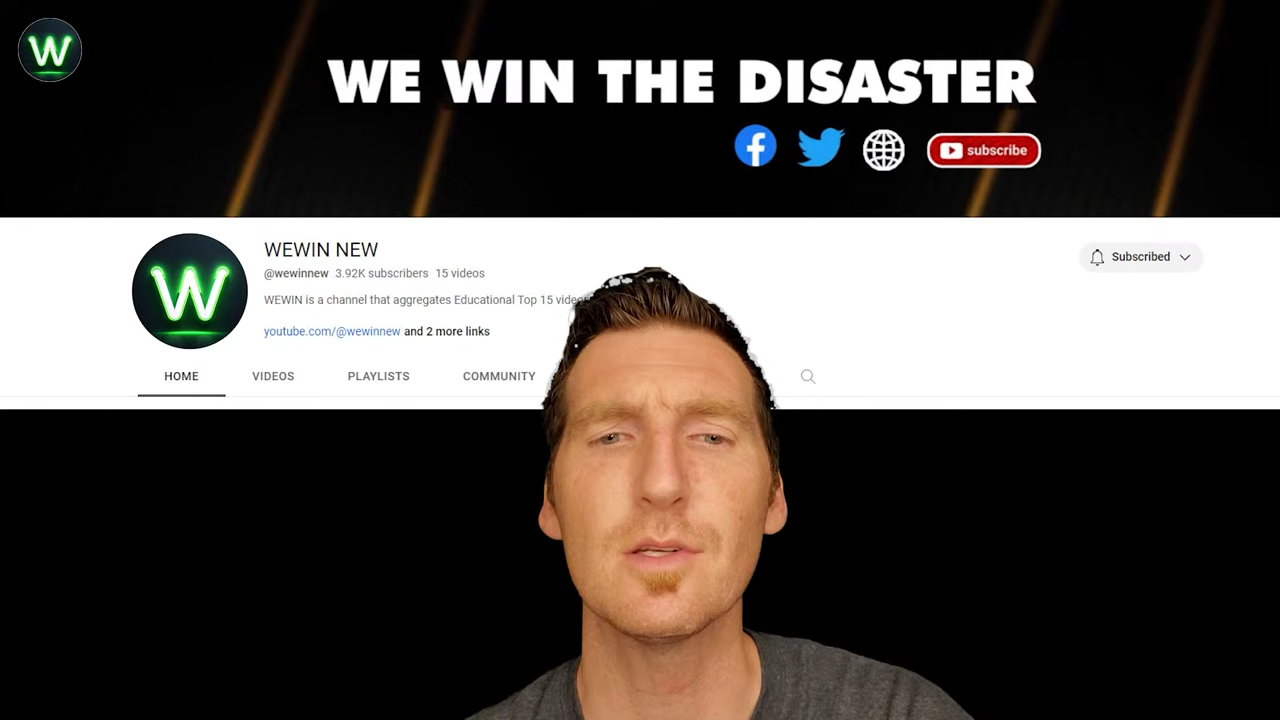 W
WE WIN THE DISASTER
f
subscribe
W
WEWIN NEW
@wewinnew 3.92K subscribers 15 videos
Subscribed
WEWIN is a channel that aggregates Educational Top 15
youtube.com/@wewinnew and 2 more links
HOME VIDEOS PLAYLISTS COMMUNITY